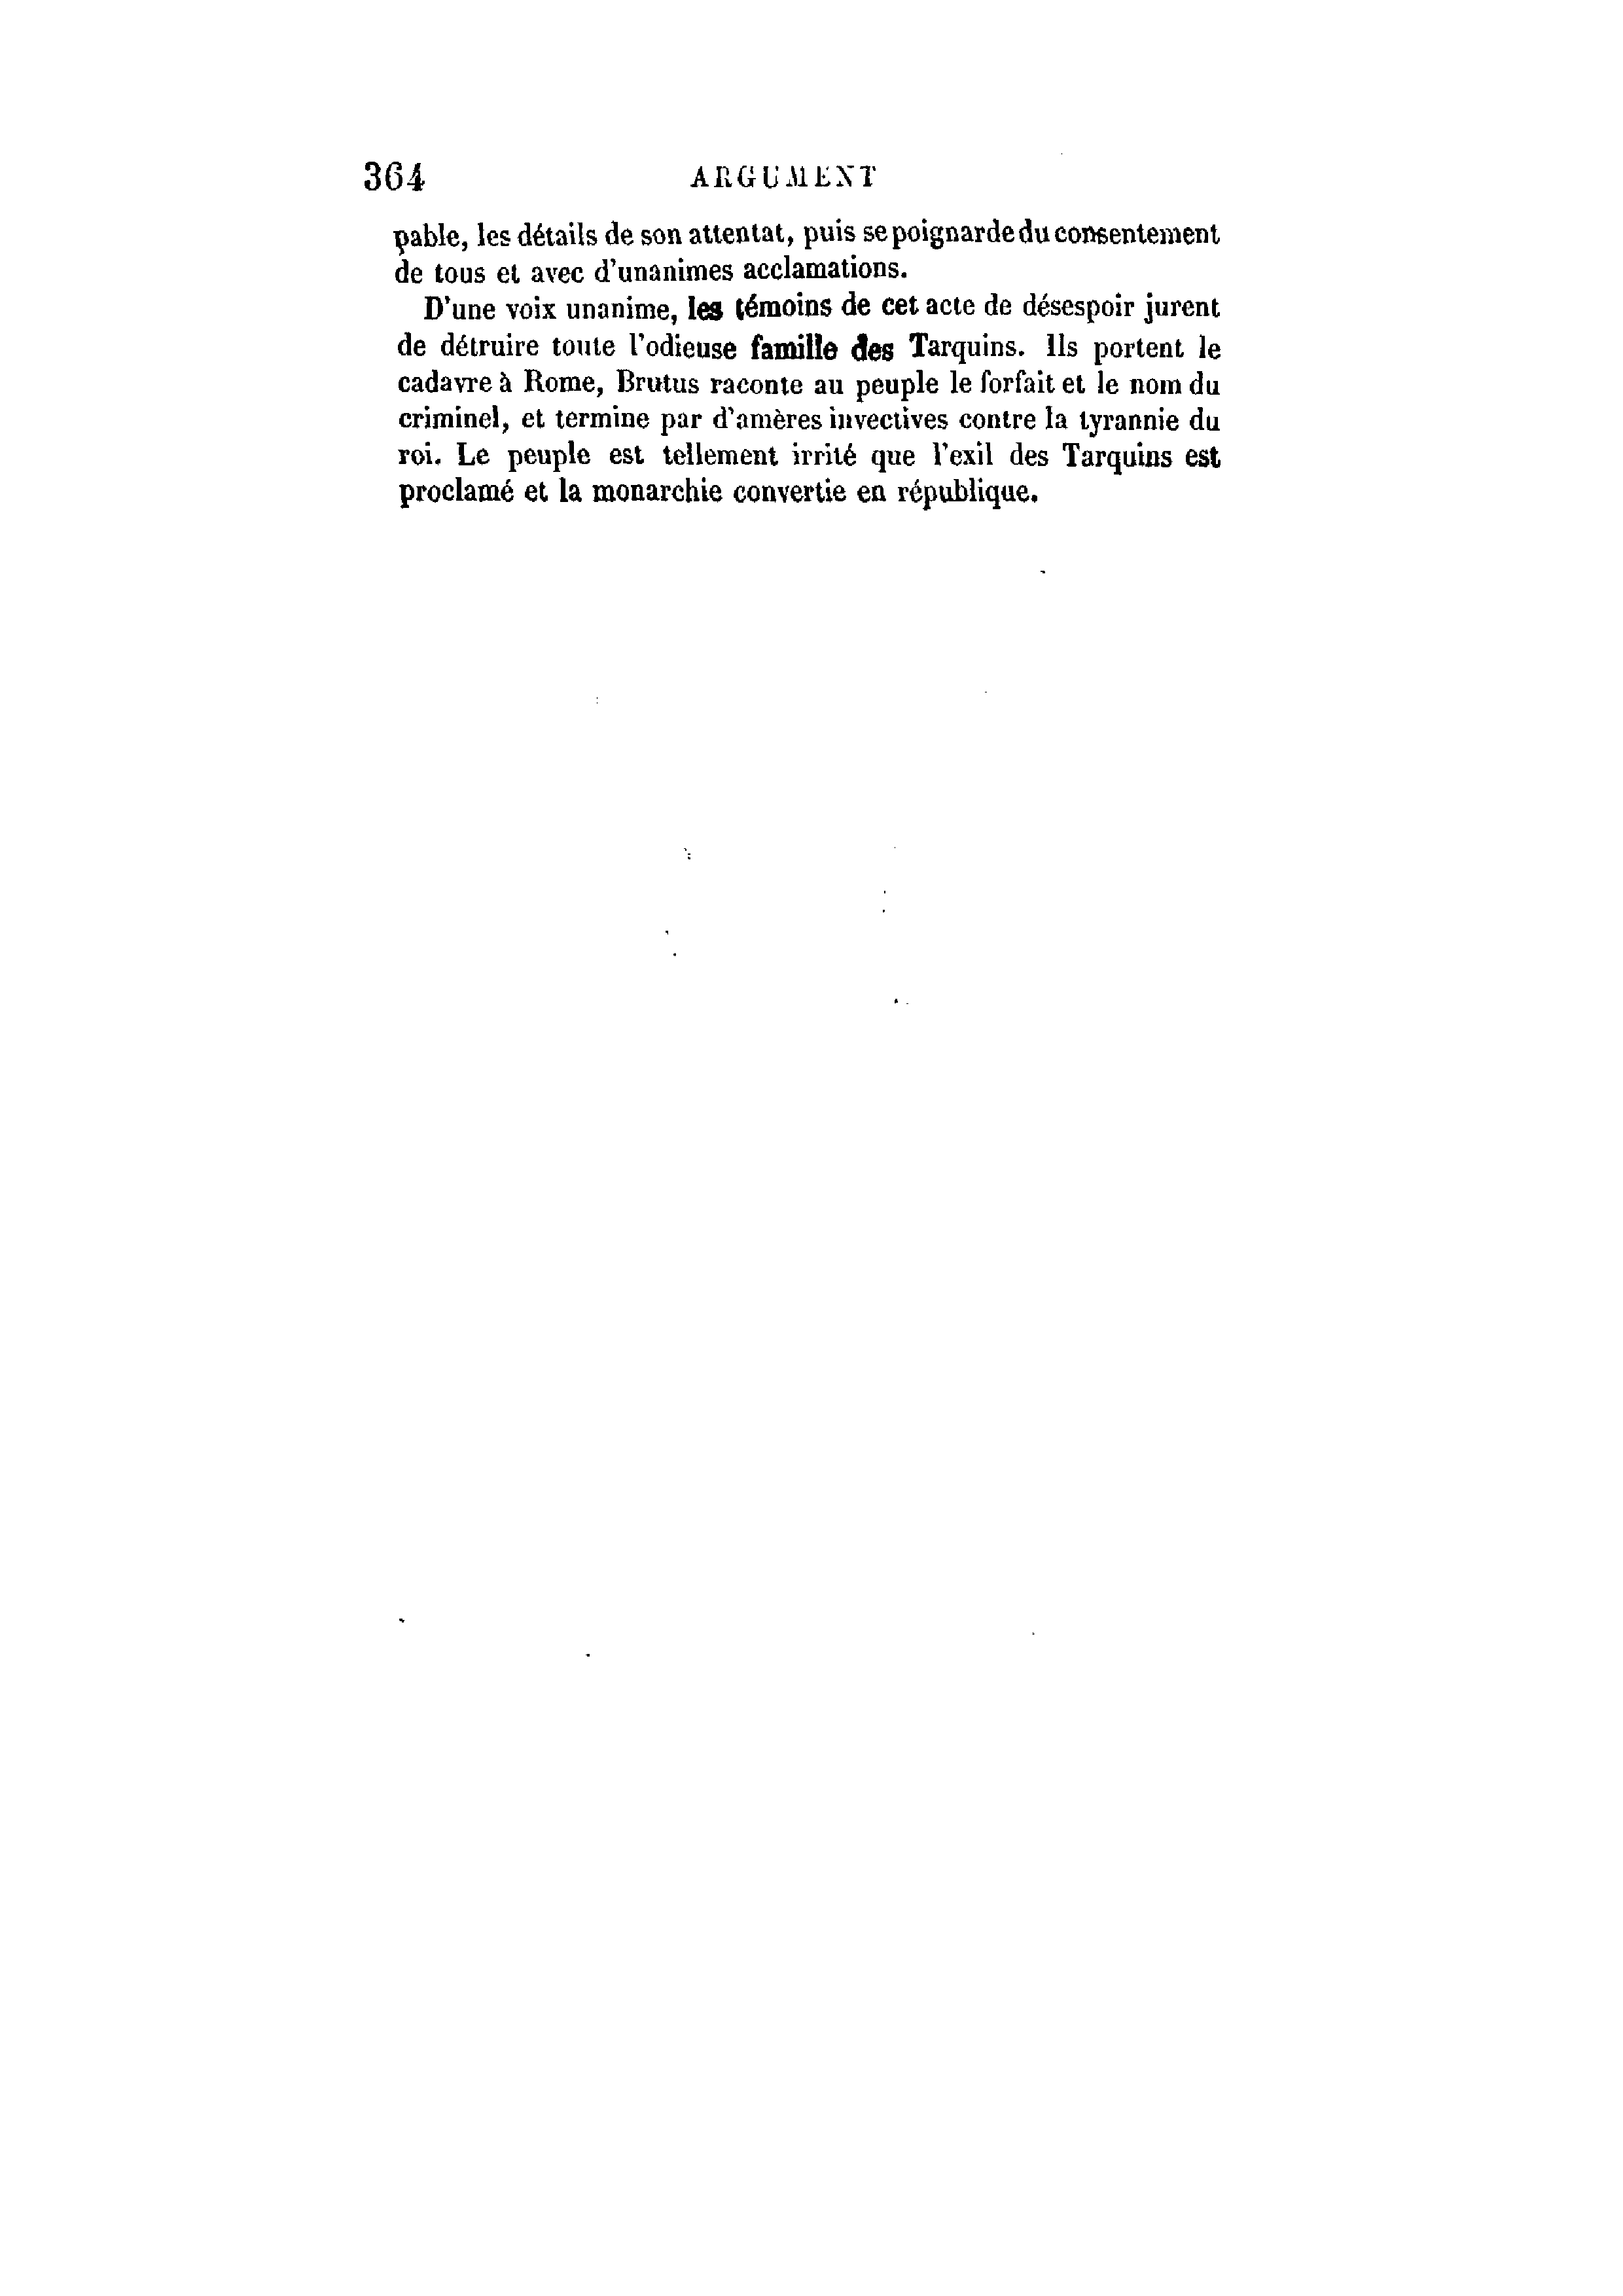 364 ARGUMENT
pable, les détails de son attentat, puis se poignarde du consentement
de tous et avec d'unanimes acclamations.
D'une voix unanime, les témoins de cet acte de désespoir jurent
de détruire toute l'odieuse famille des Tarquins. Ils portent le
cadavre à Rome, Brutus raconte au peuple le forfait et le nom du
criminel, et termine par d'amères invectives contre la tyrannie du
roi. Le peuple est tellement irrité que l'exil des Tarquins est
proclamé et la monarchie convertie en république.